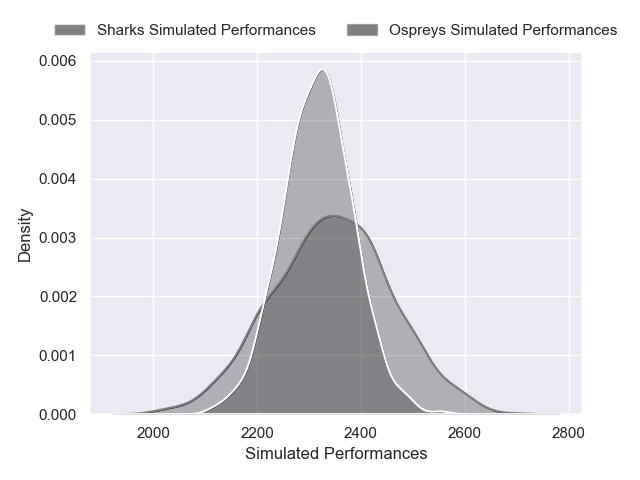 Sharks Simulated Performances Ospreys Simulated Performances
0.006
0.005
0.004
0.003
0.002
0.001
0.000
Density
2000 2200 2400 2600 2800
Simulated Performances